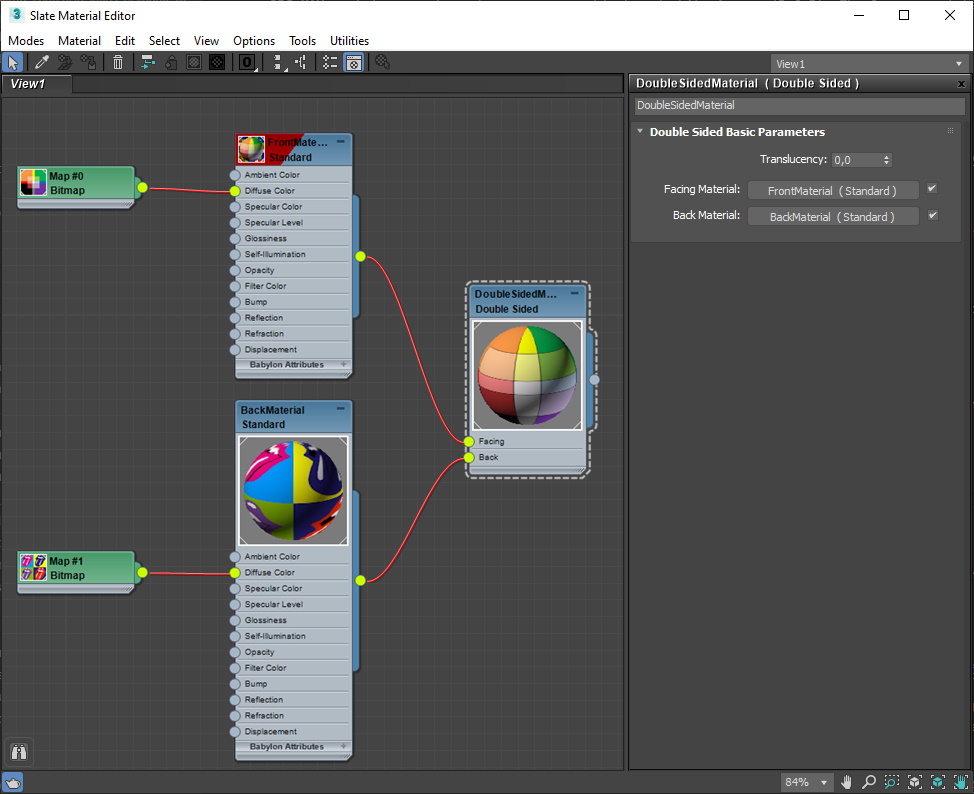 Slate Material Editor
Modes Material Edit Select View Options Tools Utilities
View1
View1
DoubleSidedMaterial ( Double Sided )
DoubleSidedMaterial
Double Sided Basic Parameters
Translucency: 0,0
Facing Material: FrontMaterial ( Standard )
Back Material: BackMaterial ( Standard )
Map #0
Bitmap
FrontMate...
Standard
Ambient Color
Diffuse Color
Specular Color
Specular Level
Glossiness
Self-Illumination
Opacity
Filter Color
Bump
Reflection
Refraction
Displacement
Babylon Attributes +
DoubleSidedM...
Double Sided
Facing
Back
BackMaterial
Standard
Map #1
Bitmap
Ambient Color
Diffuse Color
Specular Color
Specular Level
Glossiness
Self-Illumination
Opacity
Filter Color
Bump
Reflection
Refraction
Displacement
Babylon Attributes +
84%